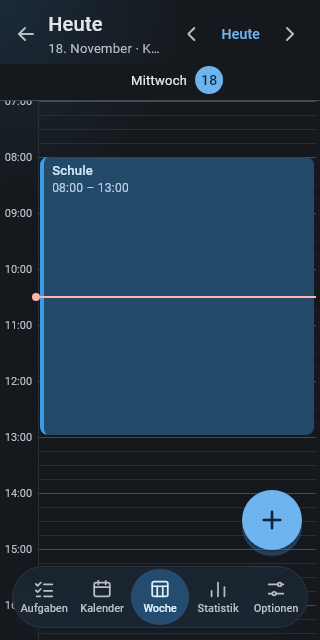 Heute
18. November · K...
Heute
Mittwoch 18
07:00
08:00
Schule
08:00 – 13:00
09:00
10:00
11:00
12:00
13:00
14:00
15:00
Aufgaben
Kalender
Woche
Statistik
Optionen